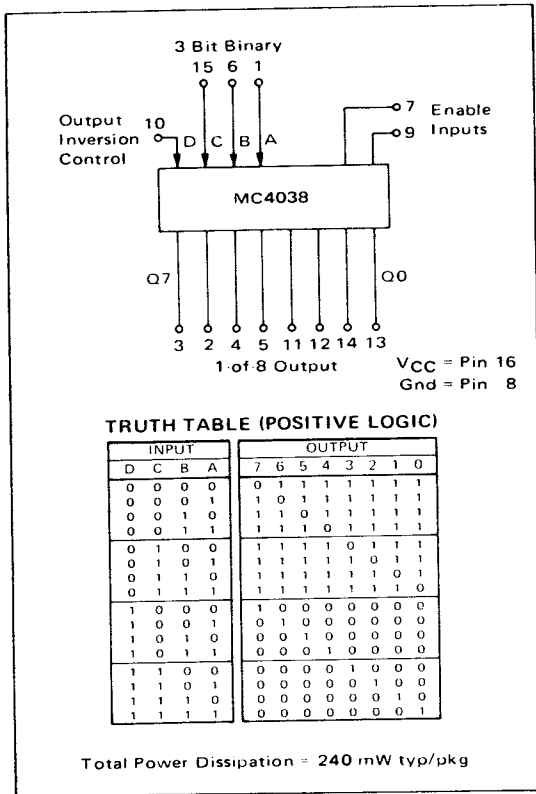 3 Bit Binary
15 6 1
Output
Inversion
Control
10
D C B A
7 Enable
9 Inputs
MC4038
Q7 Q0
3 2 4 5 11 12 14 13
1-of-8 Output
VCC = Pin 16
Gnd = Pin 8
TRUTH TABLE (POSITIVE LOGIC)
INPUT OUTPUT
D C B A 7 6 5 4 3 2 1 0
0 0 0 0 0 1 1 1 1 1 1 1
0 0 0 1 1 0 1 1 1 1 1 1
0 0 1 0 1 1 0 1 1 1 1 1
0 0 1 1 1 1 1 0 1 1 1 1
0 1 0 0 1 1 1 1 0 1 1 1
0 1 0 1 1 1 1 1 1 0 1 1
0 1 1 0 1 1 1 1 1 1 0 1
0 1 1 1 1 1 1 1 1 1 1 0
1 0 0 0 1 0 0 0 0 0 0 0
1 0 0 1 0 1 0 0 0 0 0 0
1 0 1 0 0 0 1 0 0 0 0 0
1 0 1 1 0 0 0 1 0 0 0 0
1 1 0 0 0 0 0 0 1 0 0 0
1 1 0 1 0 0 0 0 0 1 0 0
1 1 1 0 0 0 0 0 0 0 1 0
1 1 1 1 0 0 0 0 0 0 0 1
Total Power Dissipation = 240 mW typ/pkg